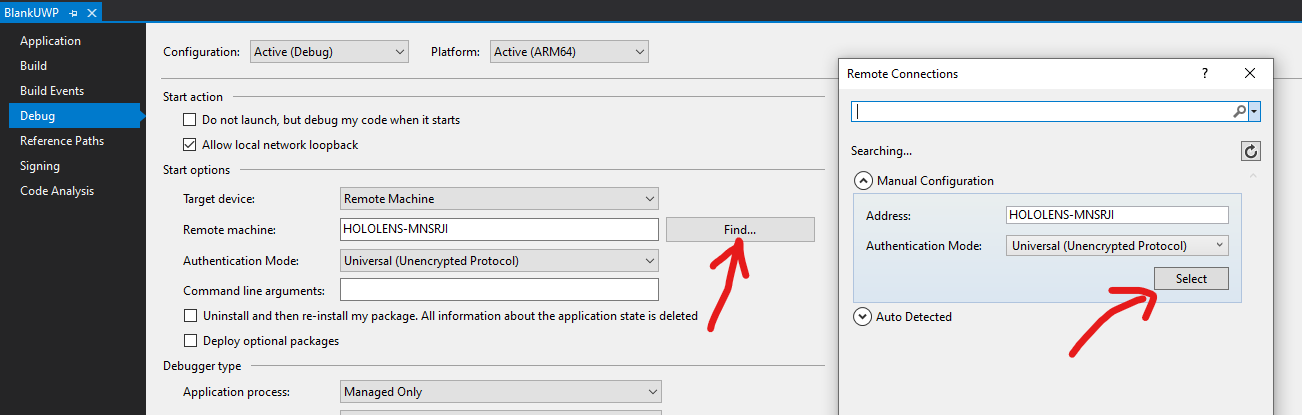 BlankUWP
Application
Build
Build Events
Debug
Reference Paths
Signing
Code Analysis
Configuration: Active (Debug) Platform: Active (ARM64)
Start action
Do not launch, but debug my code when it starts
Allow local network loopback
Start options
Target device: Remote Machine
Remote machine: HOLOLENS-MNSRJI Find...
Authentication Mode: Universal (Unencrypted Protocol)
Command line arguments:
Uninstall and then re-install my package. All information about the application state is deleted
Deploy optional packages
Debugger type
Application process: Managed Only
Remote Connections ?
Searching...
Manual Configuration
Address: HOLOLENS-MNSRJI
Authentication Mode: Universal (Unencrypted Protocol)
Select
Auto Detected